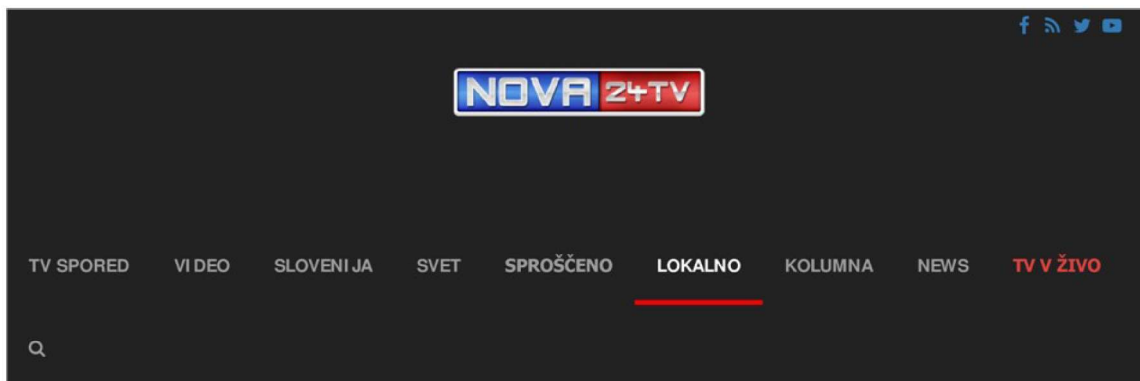 NOVA 24TV
TV SPORED VIDEO SLOVENIJA SVET SPROŠČENO LOKALNO KOLUMNA NEWS TV V ŽIVO